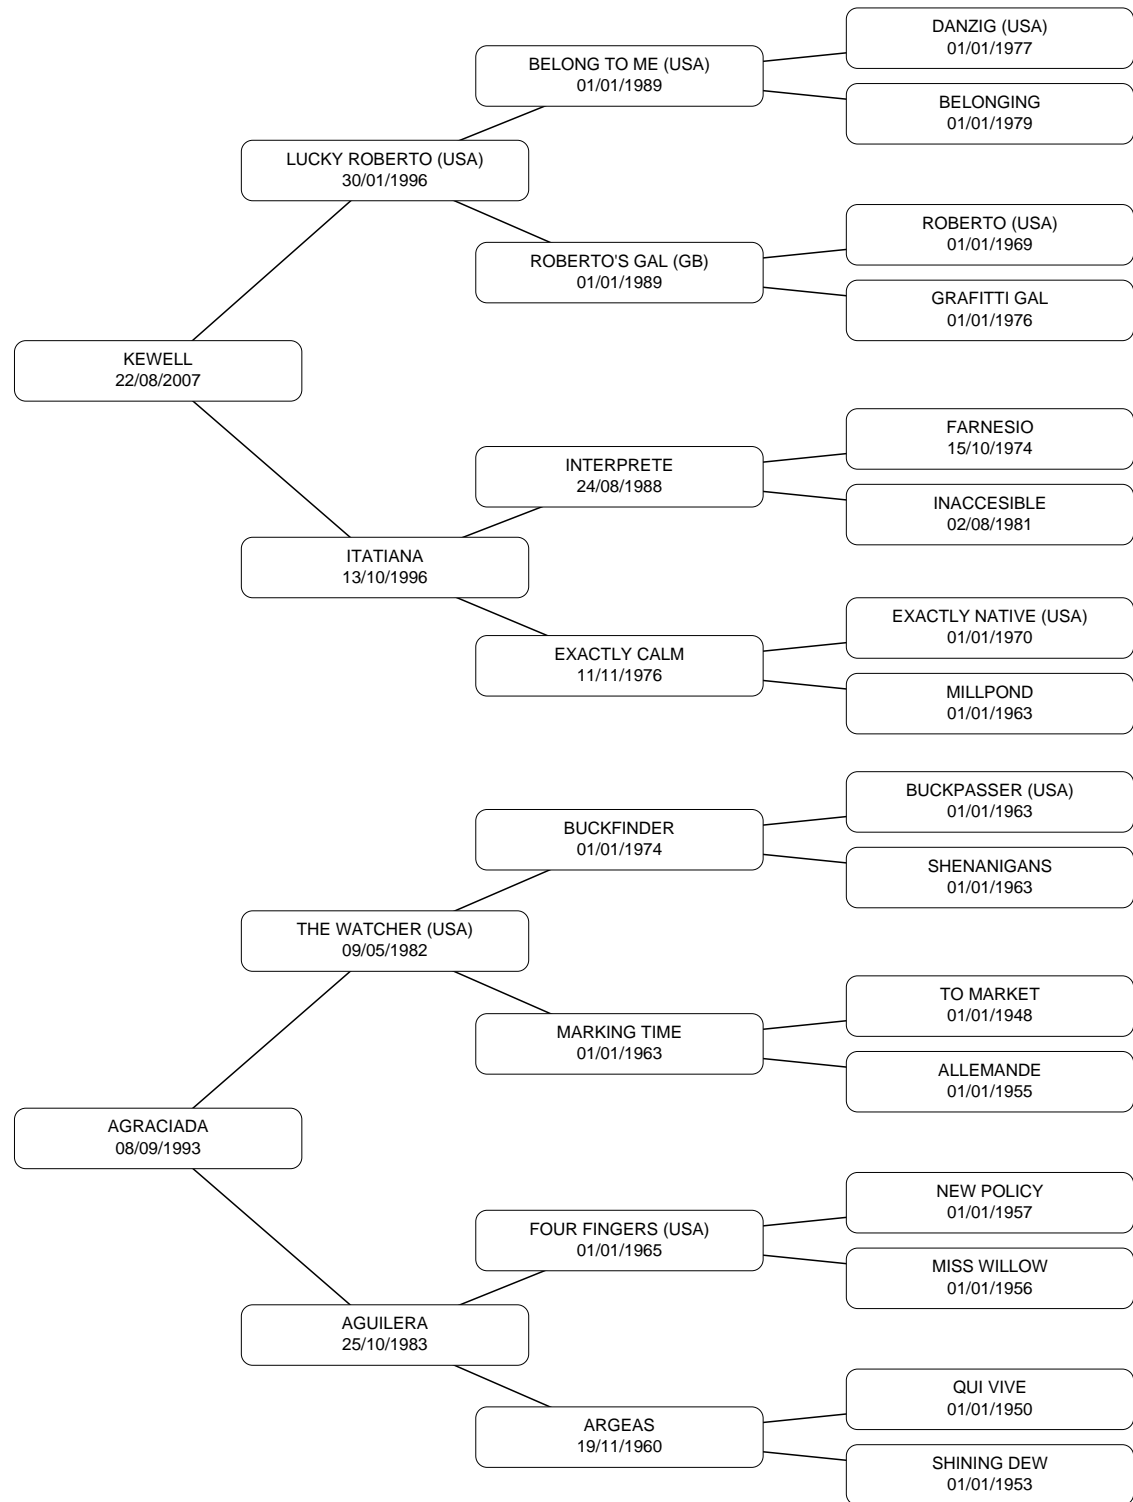 DANZIG (USA)
01/01/1977
BELONG TO ME (USA)
01/01/1989
BELONGING
01/01/1979
LUCKY ROBERTO (USA)
30/01/1996
ROBERTO (USA)
01/01/1969
ROBERTO'S GAL (GB)
01/01/1989
GRAFITTI GAL
01/01/1976
KEWELL
22/08/2007
FARNESIO
15/10/1974
INTERPRETE
24/08/1988
INACCESIBLE
02/08/1981
ITATIANA
13/10/1996
EXACTLY NATIVE (USA)
01/01/1970
EXACTLY CALM
11/11/1976
MILLPOND
01/01/1963
BUCKPASSER (USA)
01/01/1963
BUCKFINDER
01/01/1974
SHENANIGANS
01/01/1963
THE WATCHER (USA)
09/05/1982
TO MARKET
01/01/1948
MARKING TIME
01/01/1963
ALLEMANDE
01/01/1955
AGRACIADA
08/09/1993
NEW POLICY
01/01/1957
FOUR FINGERS (USA)
01/01/1965
MISS WILLOW
01/01/1956
AGUILERA
25/10/1983
QUI VIVE
01/01/1950
ARGEAS
19/11/1960
SHINING DEW
01/01/1953